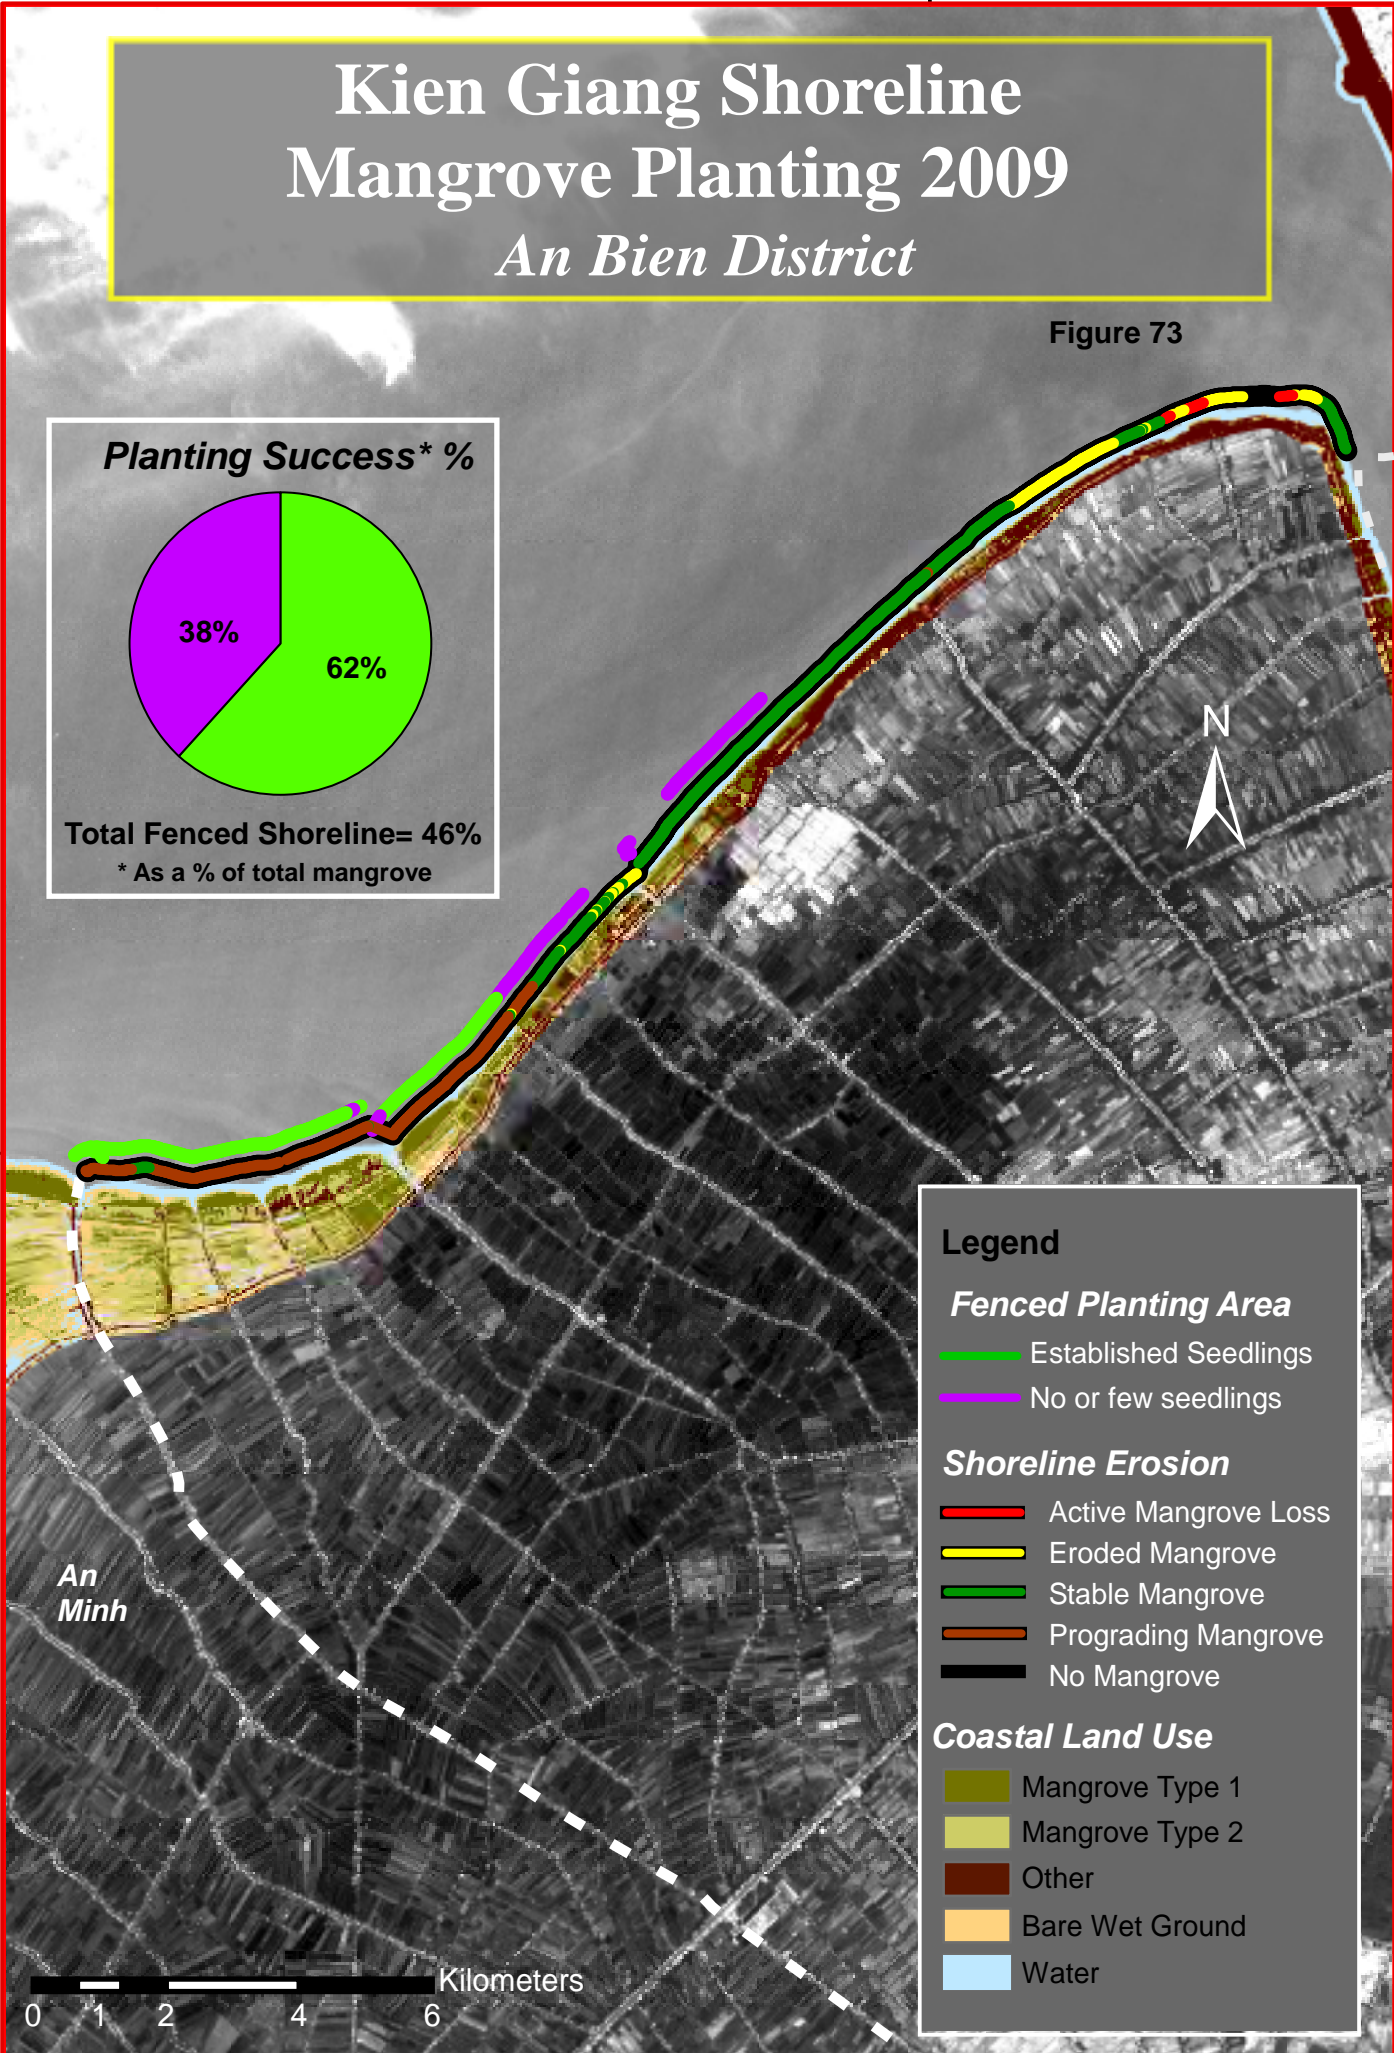 Kien Giang Shoreline
Mangrove Planting 2009
An Bien District
Figure 73
Planting Success* %
38%
62%
Total Fenced Shoreline= 46%
* As a % of total mangrove
N
Legend
Fenced Planting Area
Established Seedlings
No or few seedlings
Shoreline Erosion
Active Mangrove Loss
Eroded Mangrove
Stable Mangrove
Prograding Mangrove
No Mangrove
Coastal Land Use
Mangrove Type 1
Mangrove Type 2
Other
Bare Wet Ground
Water
An
Minh
Kilometers
0 1 2 4 6